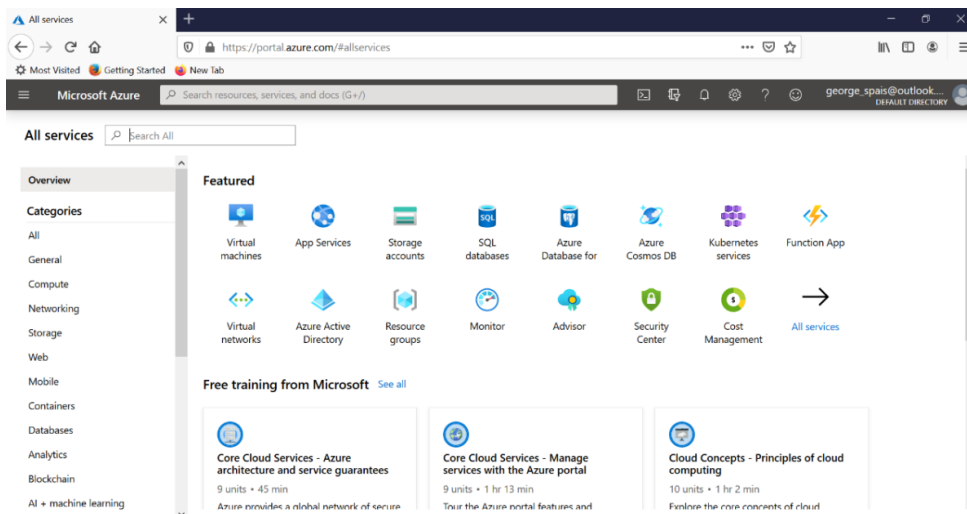 All services
https://portal.azure.com/#allservices
Most Visited Getting Started New Tab
Microsoft Azure Search resources, services, and docs (G+/) george_spais@outlook....
DEFAULT DIRECTORY
All services Search All
Overview
Categories
All
General
Compute
Networking
Storage
Web
Mobile
Containers
Databases
Analytics
Blockchain
AI + machine learning
Featured
Virtual machines
App Services
Storage accounts
SQL
SQL databases
Azure Database for
Azure Cosmos DB
Kubernetes services
Function App
Virtual networks
Azure Active Directory
Resource groups
Monitor
Advisor
Security Center
Cost Management
All services
Free training from Microsoft See all
Core Cloud Services - Azure
architecture and service guarantees
9 units • 45 min
Azure provides a global network of secure
Core Cloud Services - Manage
services with the Azure portal
9 units • 1 hr 13 min
Tour the Azure portal features and
Cloud Concepts - Principles of cloud
computing
10 units • 1 hr 2 min
Explore the core concepts of cloud